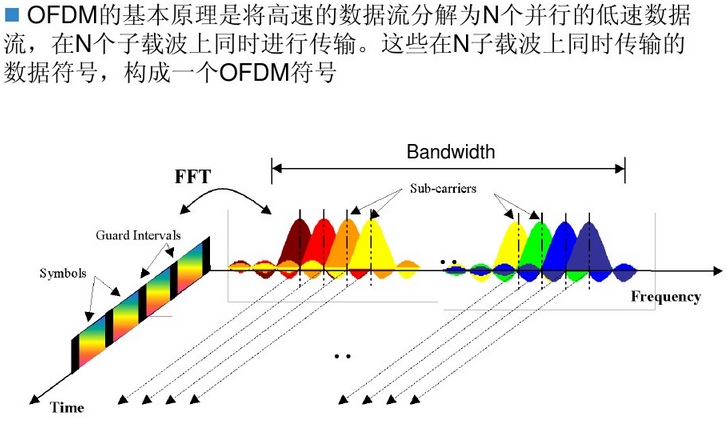 OFDM的基本原理是将高速的数据流分解为N个并行的低速数据
流，在N个子载波上同时进行传输。这些在N子载波上同时传输的
数据符号，构成一个OFDM符号
Bandwidth
FFT
Sub-carriers
Guard Intervals
Symbols
Frequency
Time